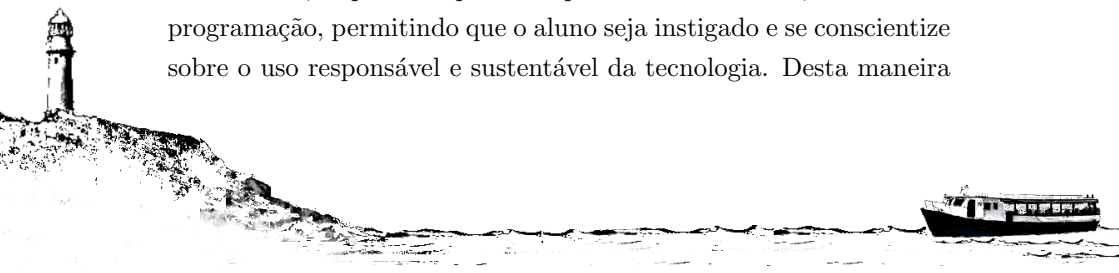 programação, permitindo que o aluno seja instigado e se conscientize
sobre o uso responsável e sustentável da tecnologia. Desta maneira